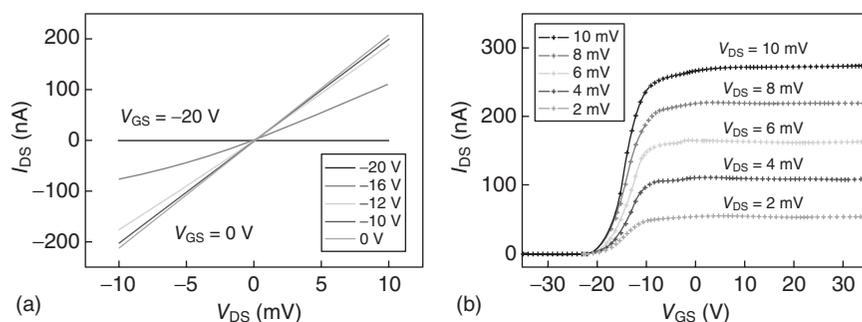 200
100
0
−100
−200
I_DS (nA)
V_GS = −20 V
V_GS = 0 V
−20 V
−16 V
−12 V
−10 V
0 V
−10
−5
0
5
10
V_DS (mV)
(a)
300
200
100
0
I_DS (nA)
10 mV
8 mV
6 mV
4 mV
2 mV
V_DS = 10 mV
V_DS = 8 mV
V_DS = 6 mV
V_DS = 4 mV
V_DS = 2 mV
−30
−20
−10
0
10
20
30
V_GS (V)
(b)